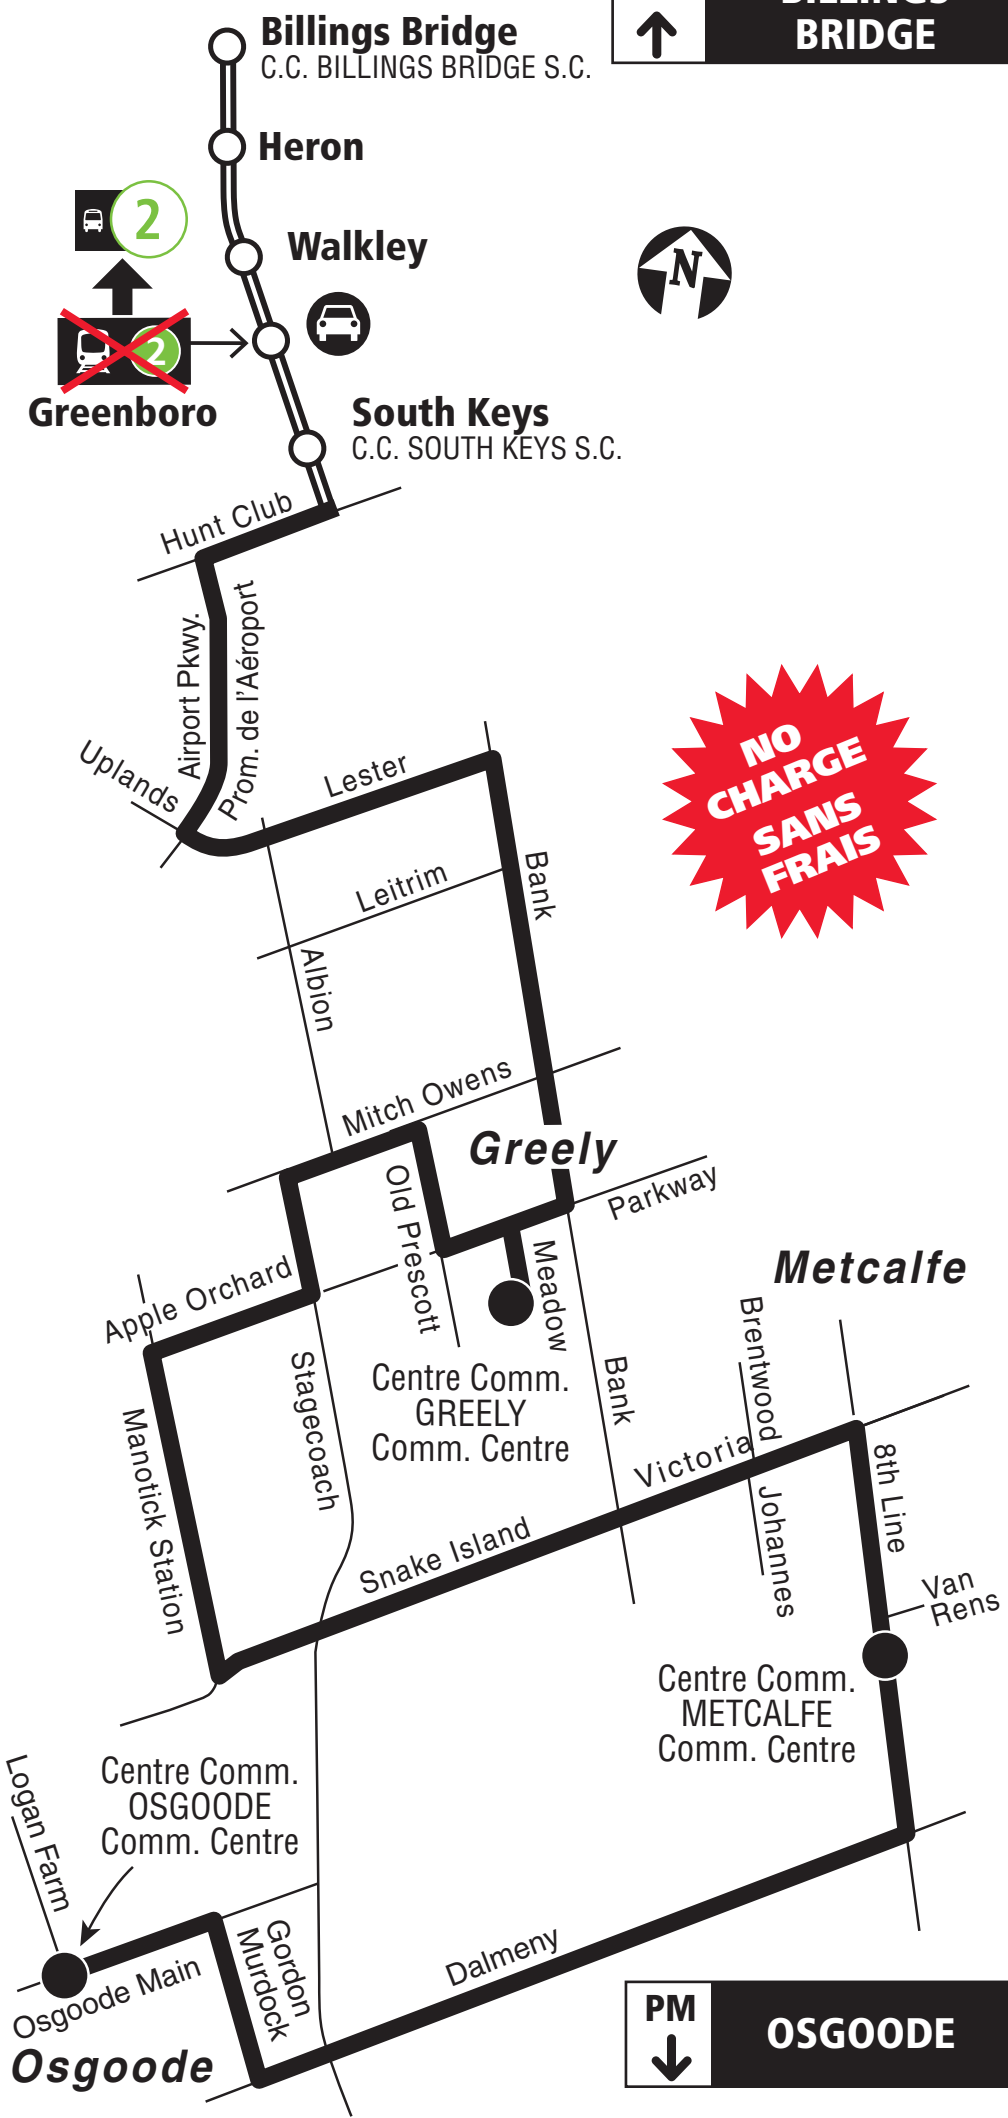 BILLINGS
BRIDGE
Billings Bridge
C.C. BILLINGS BRIDGE S.C.
Heron
2
Walkley
N
2
Greenboro
South Keys
C.C. SOUTH KEYS S.C.
Hunt Club
Airport Pkwy.
Prom. de l'Aéroport
Uplands
Lester
NO
CHARGE
SANS
FRAIS
Bank
Leitrim
Albion
Mitch Owens
Greely
Old Prescott
Parkway
Meadow
Apple Orchard
Metcalfe
Brentwood
Stagecoach
Centre Comm.
GREELY
Comm. Centre
Bank
Manotick Station
Victoria
8th Line
Johannes
Snake Island
Van
Rens
Centre Comm.
METCALFE
Comm. Centre
Logan Farm
Centre Comm.
OSGOODE
Comm. Centre
Gordon
Murdock
Dalmeny
Osgoode Main
Osgoode
PM
OSGOODE